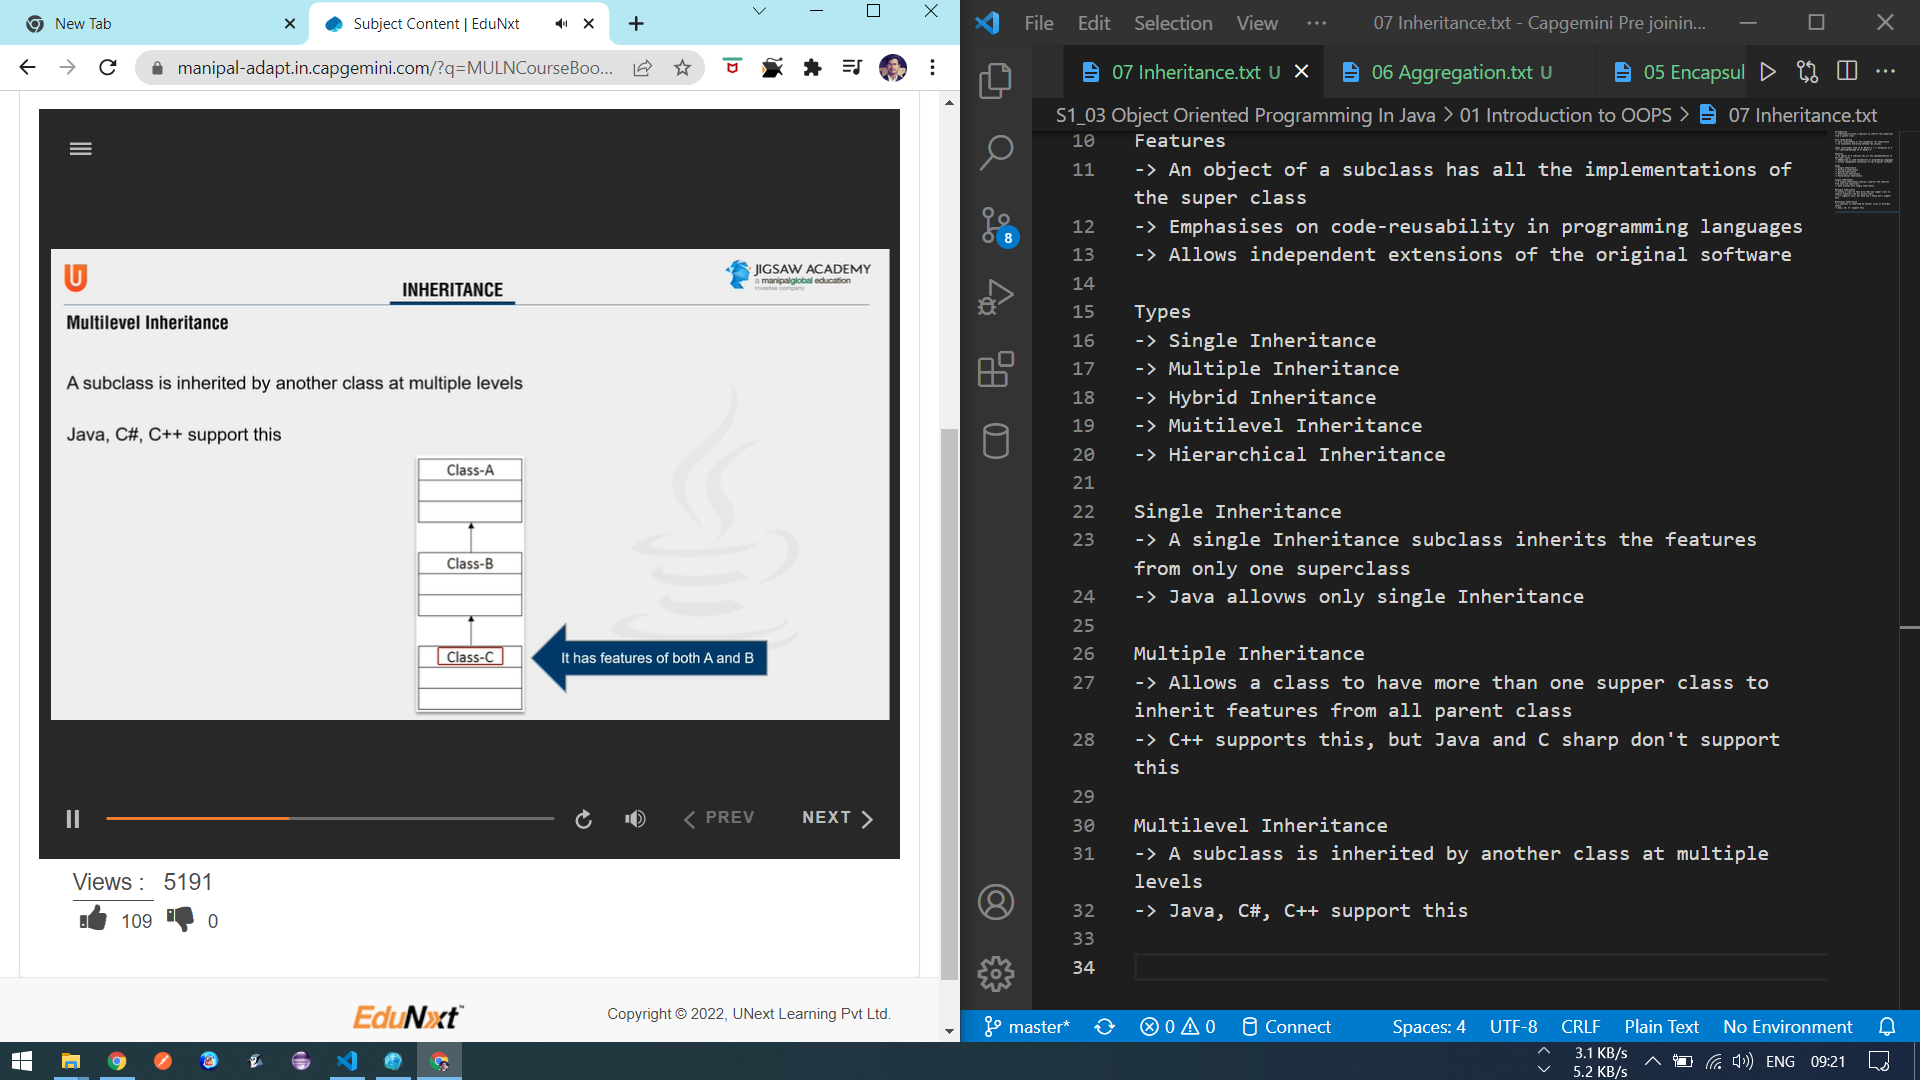 New Tab
Subject Content | EduNxt
manipal-adapt.in.capgemini.com/?q=MULNCourseBoo...
INHERITANCE
JIGSAW ACADEMY
a manipalglobal education
investee company
Multilevel Inheritance
A subclass is inherited by another class at multiple levels
Java, C#, C++ support this
Class-A
Class-B
Class-C
It has features of both A and B
PREV
NEXT
Views : 5191
109
0
EduNxt™
Copyright © 2022, UNext Learning Pvt Ltd.
File Edit Selection View ··· 07 Inheritance.txt - Capgemini Pre joinin...
07 Inheritance.txt U
06 Aggregation.txt U
05 Encapsul
S1_03 Object Oriented Programming In Java > 01 Introduction to OOPS > 07 Inheritance.txt
8
10 Features
11 -> An object of a subclass has all the implementations of
the super class
12 -> Emphasises on code-reusability in programming languages
13 -> Allows independent extensions of the original software
14
15 Types
16 -> Single Inheritance
17 -> Multiple Inheritance
18 -> Hybrid Inheritance
19 -> Muitilevel Inheritance
20 -> Hierarchical Inheritance
21
22 Single Inheritance
23 -> A single Inheritance subclass inherits the features
from only one superclass
24 -> Java allovws only single Inheritance
25
26 Multiple Inheritance
27 -> Allows a class to have more than one supper class to
inherit features from all parent class
28 -> C++ supports this, but Java and C sharp don't support
this
29
30 Multilevel Inheritance
31 -> A subclass is inherited by another class at multiple
levels
32 -> Java, C#, C++ support this
33
34
master* 0 0 Connect Spaces: 4 UTF-8 CRLF Plain Text No Environment
3.1 KB/s
5.2 KB/s
ENG 09:21